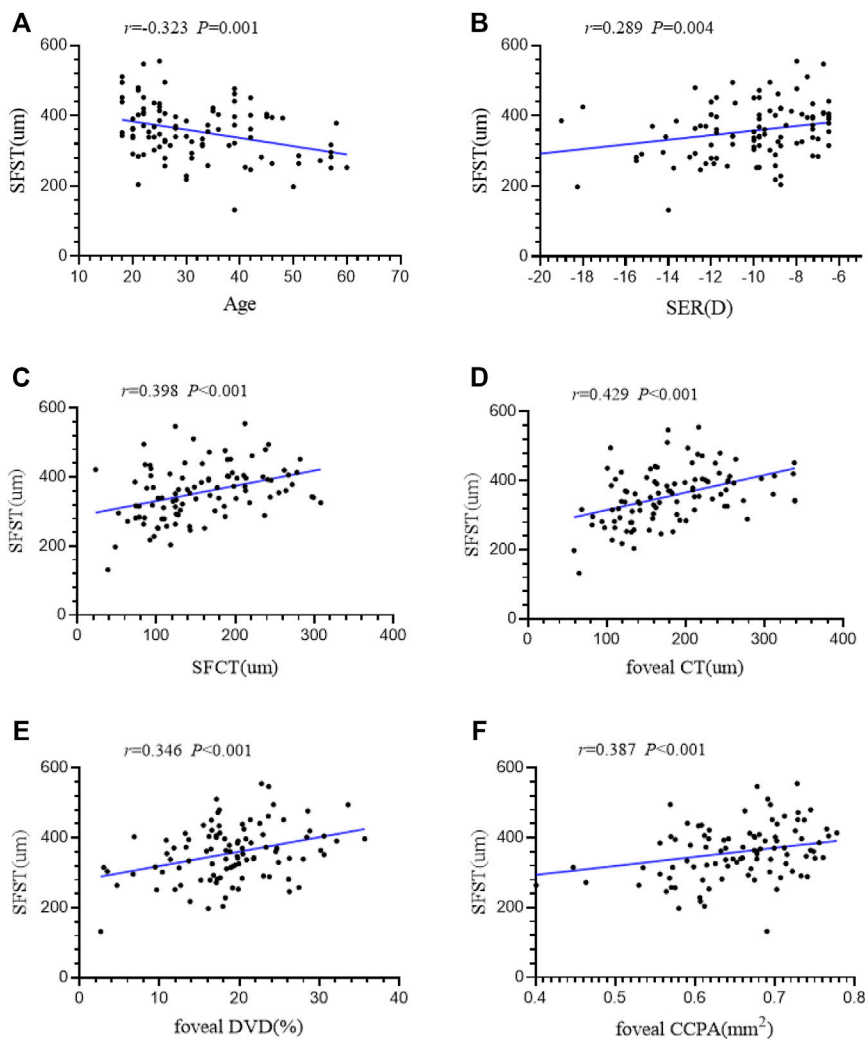 A
r=-0.323 P=0.001
SFST(um)
600
400
200
0
10 20 30 40 50 60 70
Age
B
r=0.289 P=0.004
SFST(um)
600
400
200
0
-20 -18 -16 -14 -12 -10 -8 -6
SER(D)
C
r=0.398 P<0.001
SFST(um)
600
400
200
0
0 100 200 300 400
SFCT(um)
D
r=0.429 P<0.001
SFST(um)
600
400
200
0
0 100 200 300 400
foveal CT(um)
E
r=0.346 P<0.001
SFST(um)
600
400
200
0
0 10 20 30 40
foveal DVD(%)
F
r=0.387 P<0.001
SFST(um)
600
400
200
0
0.4 0.5 0.6 0.7 0.8
foveal CCPA(mm²)